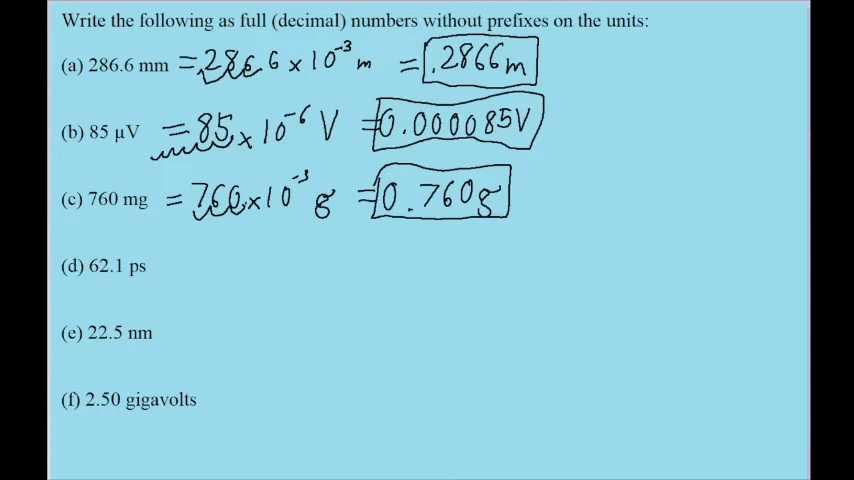 Write the following as full (decimal) numbers without prefixes on the units:
(a) 286.6 mm = 286.6 x 10⁻³ m = .2866m
(b) 85 μV = 85 x 10⁻⁶ V = 0.000085V
(c) 760 mg = 760. x 10⁻³ g = 0.760g
(d) 62.1 ps
(e) 22.5 nm
(f) 2.50 gigavolts